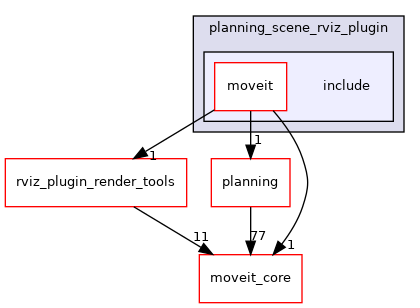 planning_scene_rviz_plugin
moveit
include
1
1
rviz_plugin_render_tools
planning
11
77
1
moveit_core